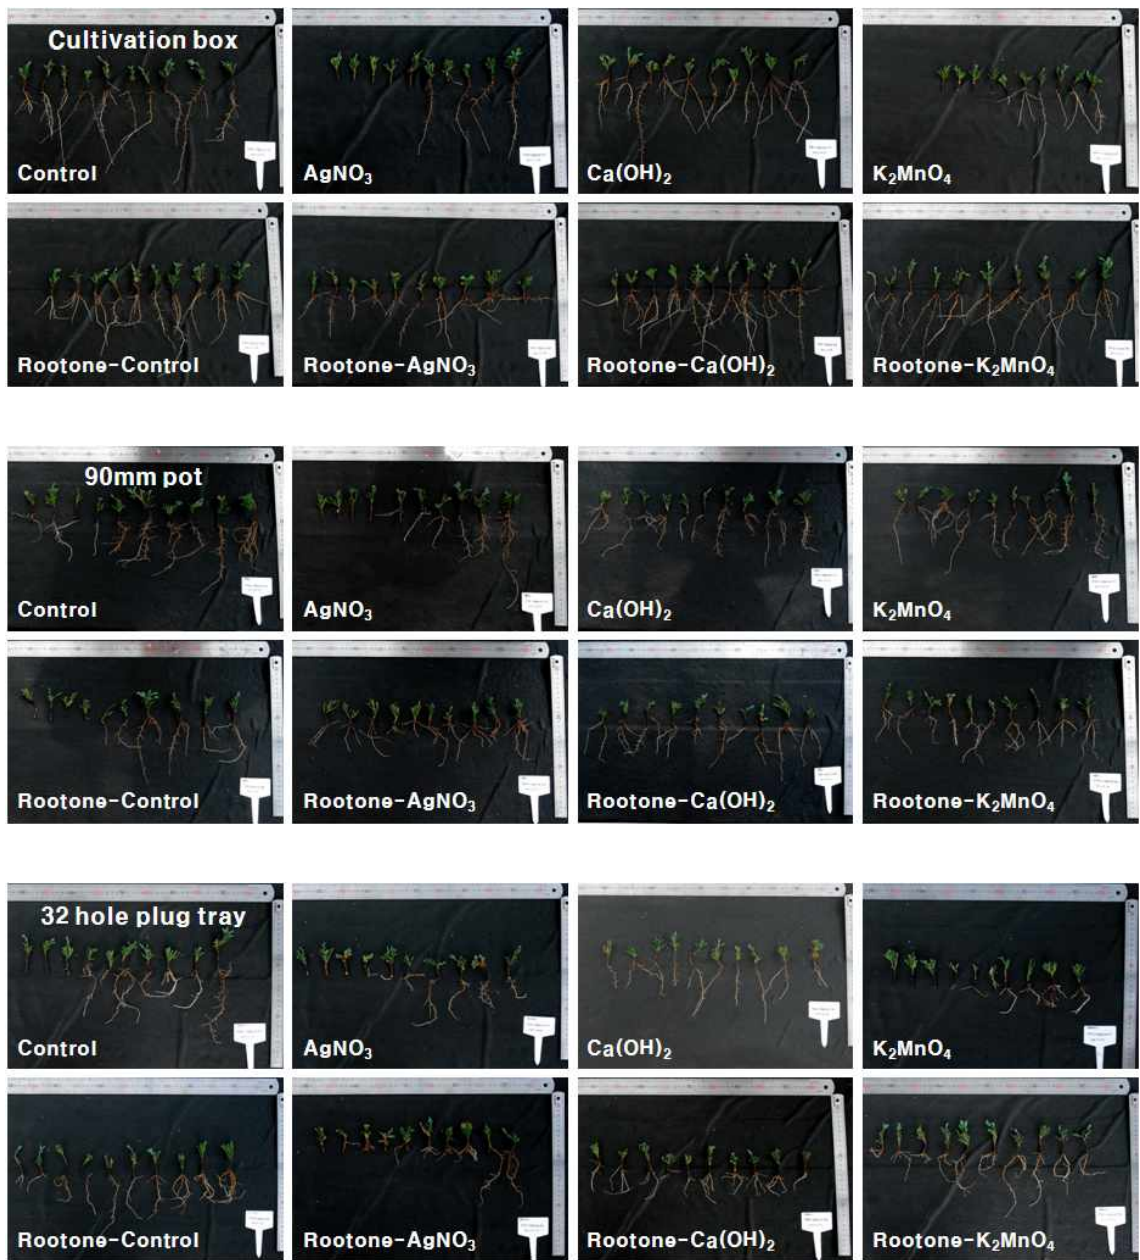 Cultivation box
Control
AgNO₃
Ca(OH)₂
K₂MnO₄
Rootone-Control
Rootone-AgNO₃
Rootone-Ca(OH)₂
Rootone-K₂MnO₄
90mm pot
Control
AgNO₃
Ca(OH)₂
K₂MnO₄
Rootone-Control
Rootone-AgNO₃
Rootone-Ca(OH)₂
Rootone-K₂MnO₄
32 hole plug tray
Control
AgNO₃
Ca(OH)₂
K₂MnO₄
Rootone-Control
Rootone-AgNO₃
Rootone-Ca(OH)₂
Rootone-K₂MnO₄